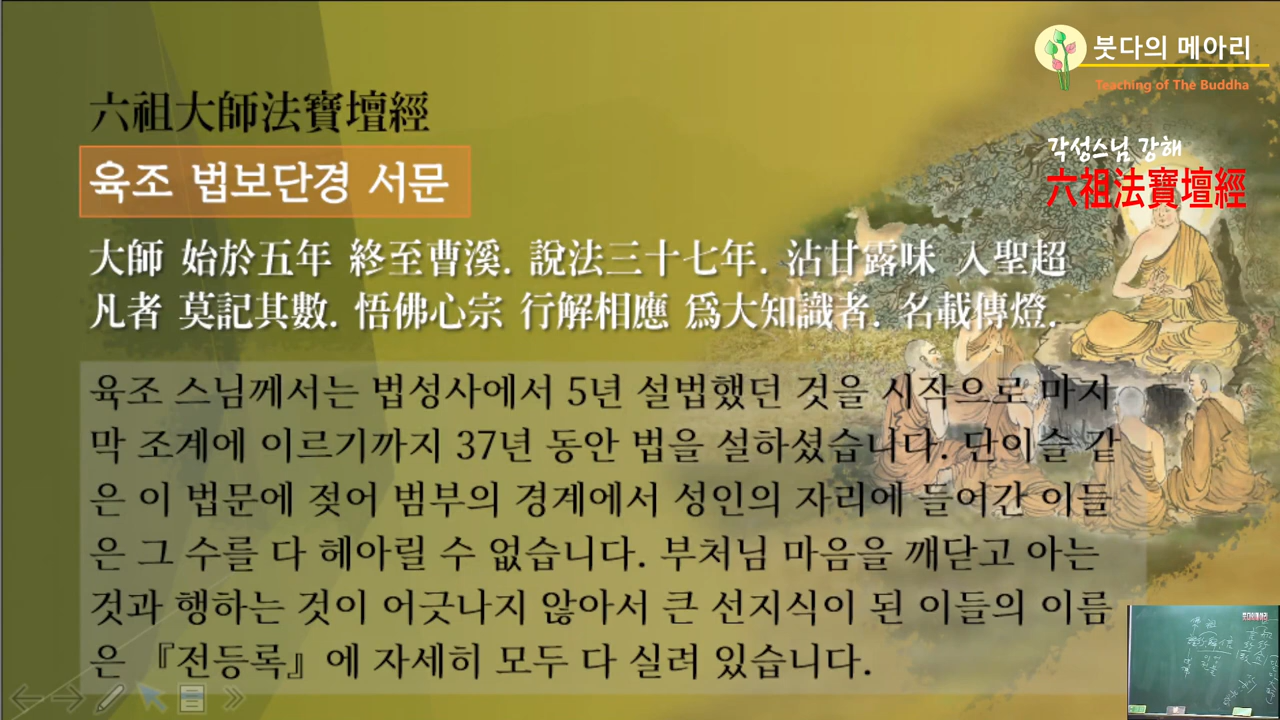 붓다의 메아리
Teaching of The Buddha
각성스님 강해
六祖法寶壇經
六祖大師法寶壇經
육조 법보단경 서문
大師 始於五年 終至曹溪. 說法三十七年. 沾甘露味 入聖超
凡者 莫記其數. 悟佛心宗 行解相應 爲大知識者. 名載傳燈.
육조 스님께서는 법성사에서 5년 설법했던 것을 시작으로 마지
막 조계에 이르기까지 37년 동안 법을 설하셨습니다. 단이슬 같
은 이 법문에 젖어 범부의 경계에서 성인의 자리에 들어간 이들
은 그 수를 다 헤아릴 수 없습니다. 부처님 마음을 깨닫고 아는
것과 행하는 것이 어긋나지 않아서 큰 선지식이 된 이들의 이름
은 『전등록』에 자세히 모두 다 실려 있습니다.